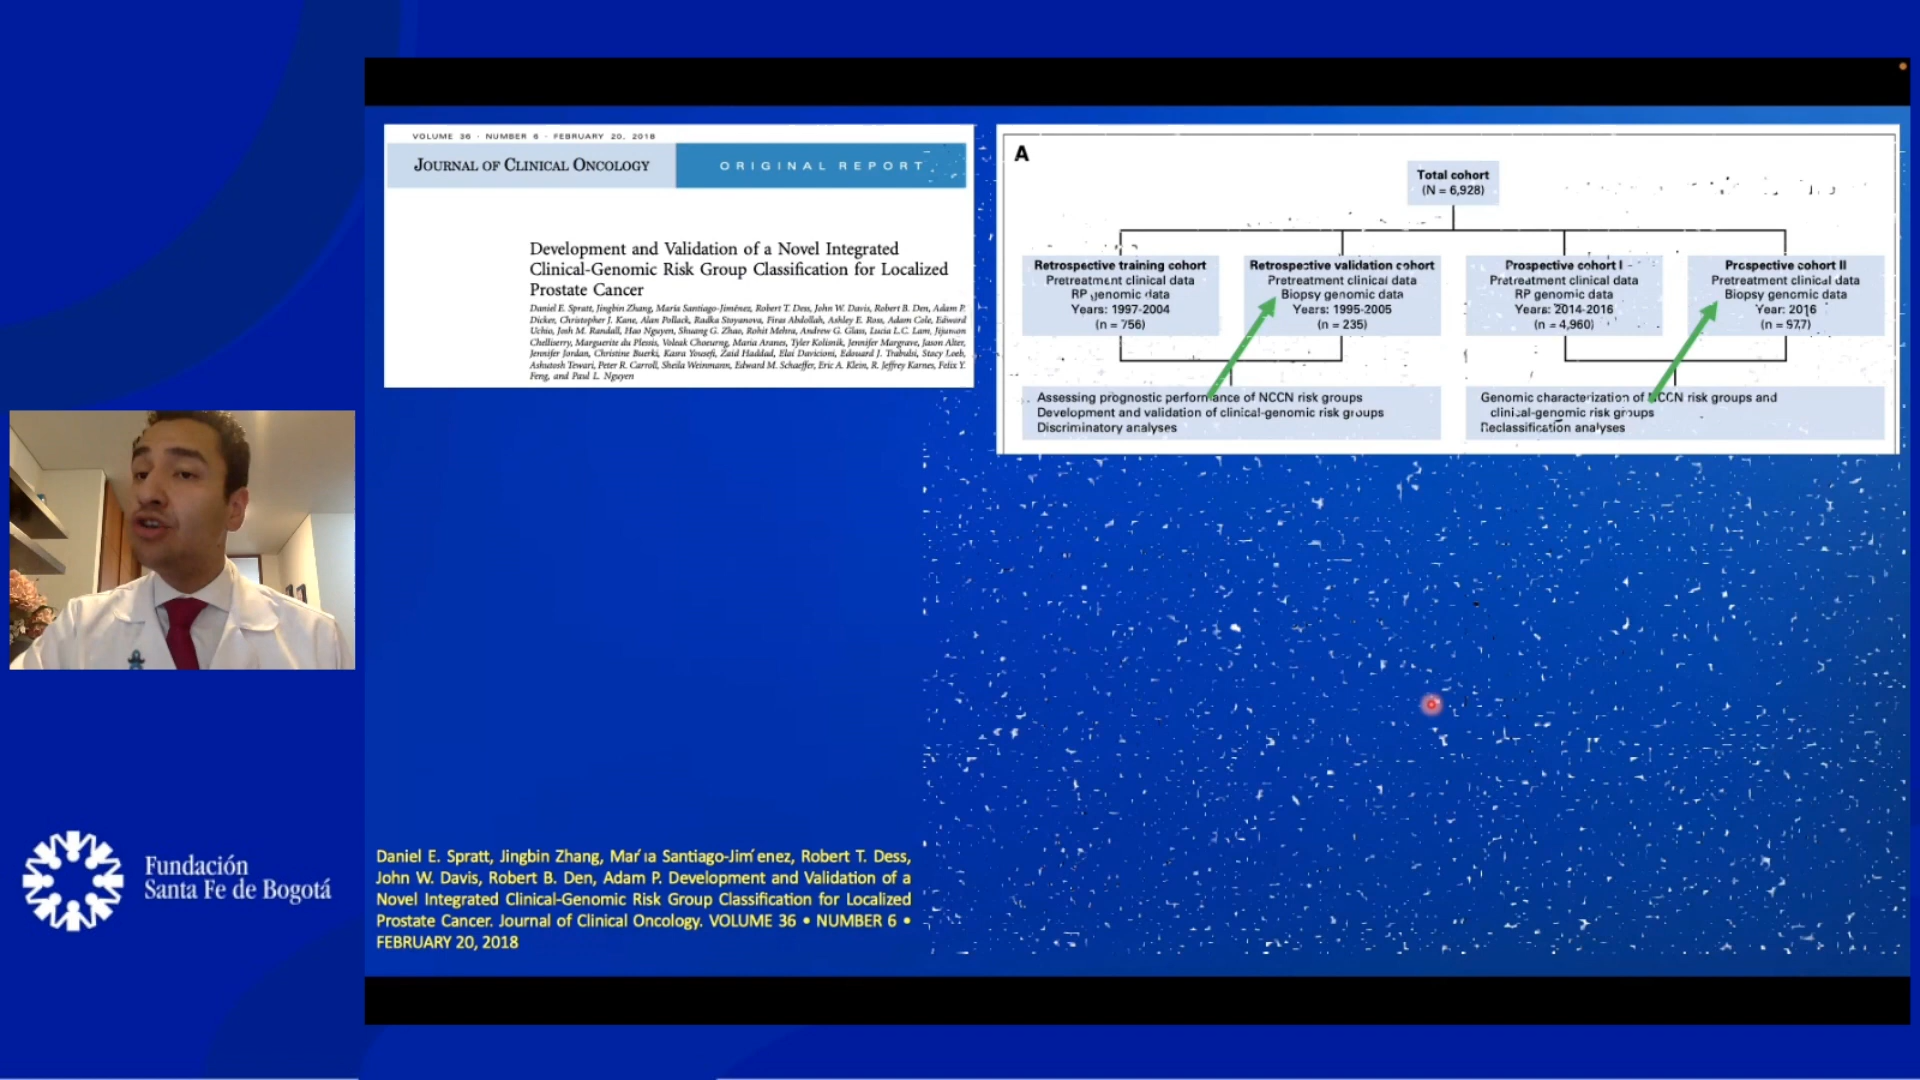 VOLUME 36 · NUMBER 6 · FEBRUARY 20, 2018
JOURNAL OF CLINICAL ONCOLOGY
ORIGINAL REPORT
Development and Validation of a Novel Integrated
Clinical-Genomic Risk Group Classification for Localized
Prostate Cancer
Daniel E. Spratt, Jingbin Zhang, María Santiago-Jiménez, Robert T. Dess, John W. Davis, Robert B. Den, Adam P.
Dicker, Christopher J. Kane, Alan Pollack, Radka Stoyanova, Firas Abdollah, Ashley E. Ross, Adam Cole, Edward
Uchio, Josh M. Randall, Hao Nguyen, Shuang G. Zhao, Rohit Mehra, Andrew G. Glass, Lucia L.C. Lam, Jijumon
Chelliserry, Marguerite du Plessis, Voleak Choeurng, Maria Aranes, Tyler Kolisnik, Jennifer Margrave, Jason Alter,
Jennifer Jordan, Christine Buerki, Kasra Yousefi, Zaid Haddad, Elai Davicioni, Edouard J. Trabulsi, Stacy Loeb,
Ashutosh Tewari, Peter R. Carroll, Sheila Weinmann, Edward M. Schaeffer, Eric A. Klein, R. Jeffrey Karnes, Felix Y.
Feng, and Paul L. Nguyen
A
Total cohort
(N = 6,928)
Retrospective training cohort
Pretreatment clinical data
RP genomic data
Years: 1997-2004
(n = 756)
Retrospective validation cohort
Pretreatment clinical data
Biopsy genomic data
Years: 1995-2005
(n = 235)
Prospective cohort I
Pretreatment clinical data
RP genomic data
Years: 2014-2016
(n = 4,960)
Prospective cohort II
Pretreatment clinical data
Biopsy genomic data
Year: 2016
(n = 977)
Assessing prognostic performance of NCCN risk groups
Development and validation of clinical-genomic risk groups
Discriminatory analyses
Genomic characterization of NCCN risk groups and
clinical-genomic risk groups
Reclassification analyses
Daniel E. Spratt, Jingbin Zhang, Mar´ıa Santiago-Jim´enez, Robert T. Dess,
John W. Davis, Robert B. Den, Adam P. Development and Validation of a
Novel Integrated Clinical-Genomic Risk Group Classification for Localized
Prostate Cancer. Journal of Clinical Oncology. VOLUME 36 • NUMBER 6 •
FEBRUARY 20, 2018
Fundación
Santa Fe de Bogotá